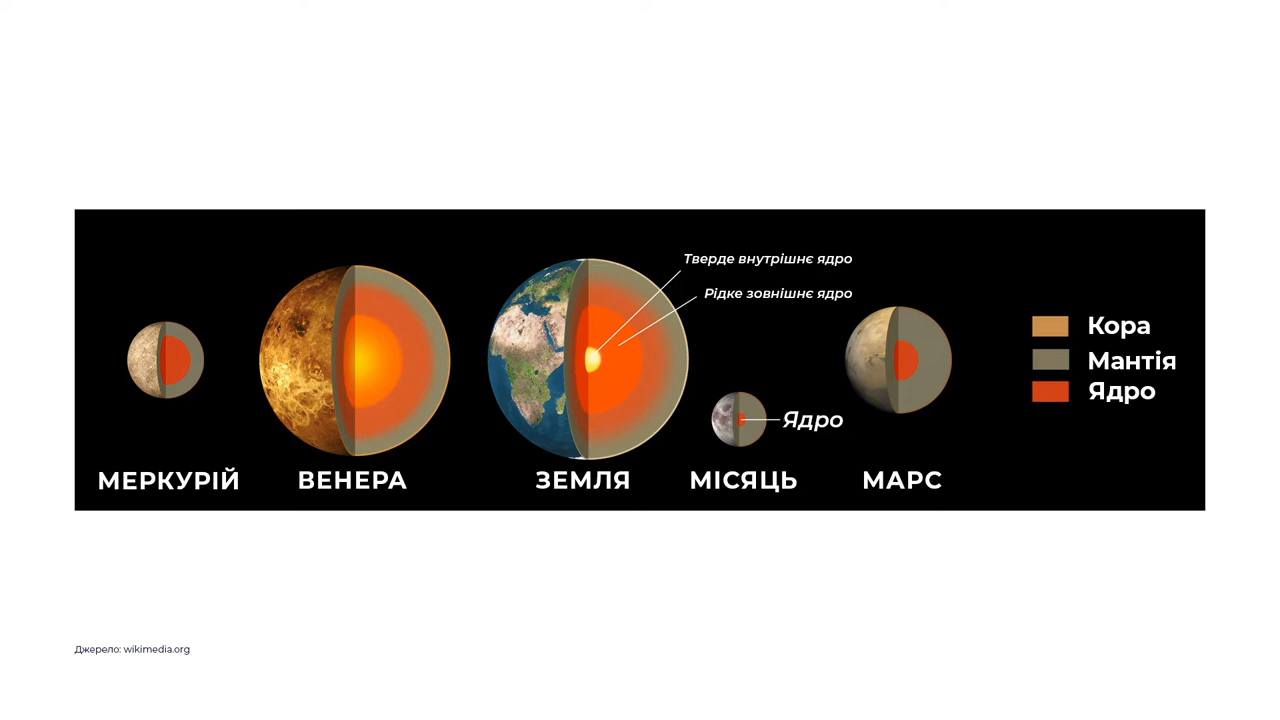 Тверде внутрішнє ядро
Рідке зовнішнє ядро
Кора
Мантія
Ядро
Ядро
МЕРКУРІЙ
ВЕНЕРА
ЗЕМЛЯ
МІСЯЦЬ
МАРС
Джерело: wikimedia.org